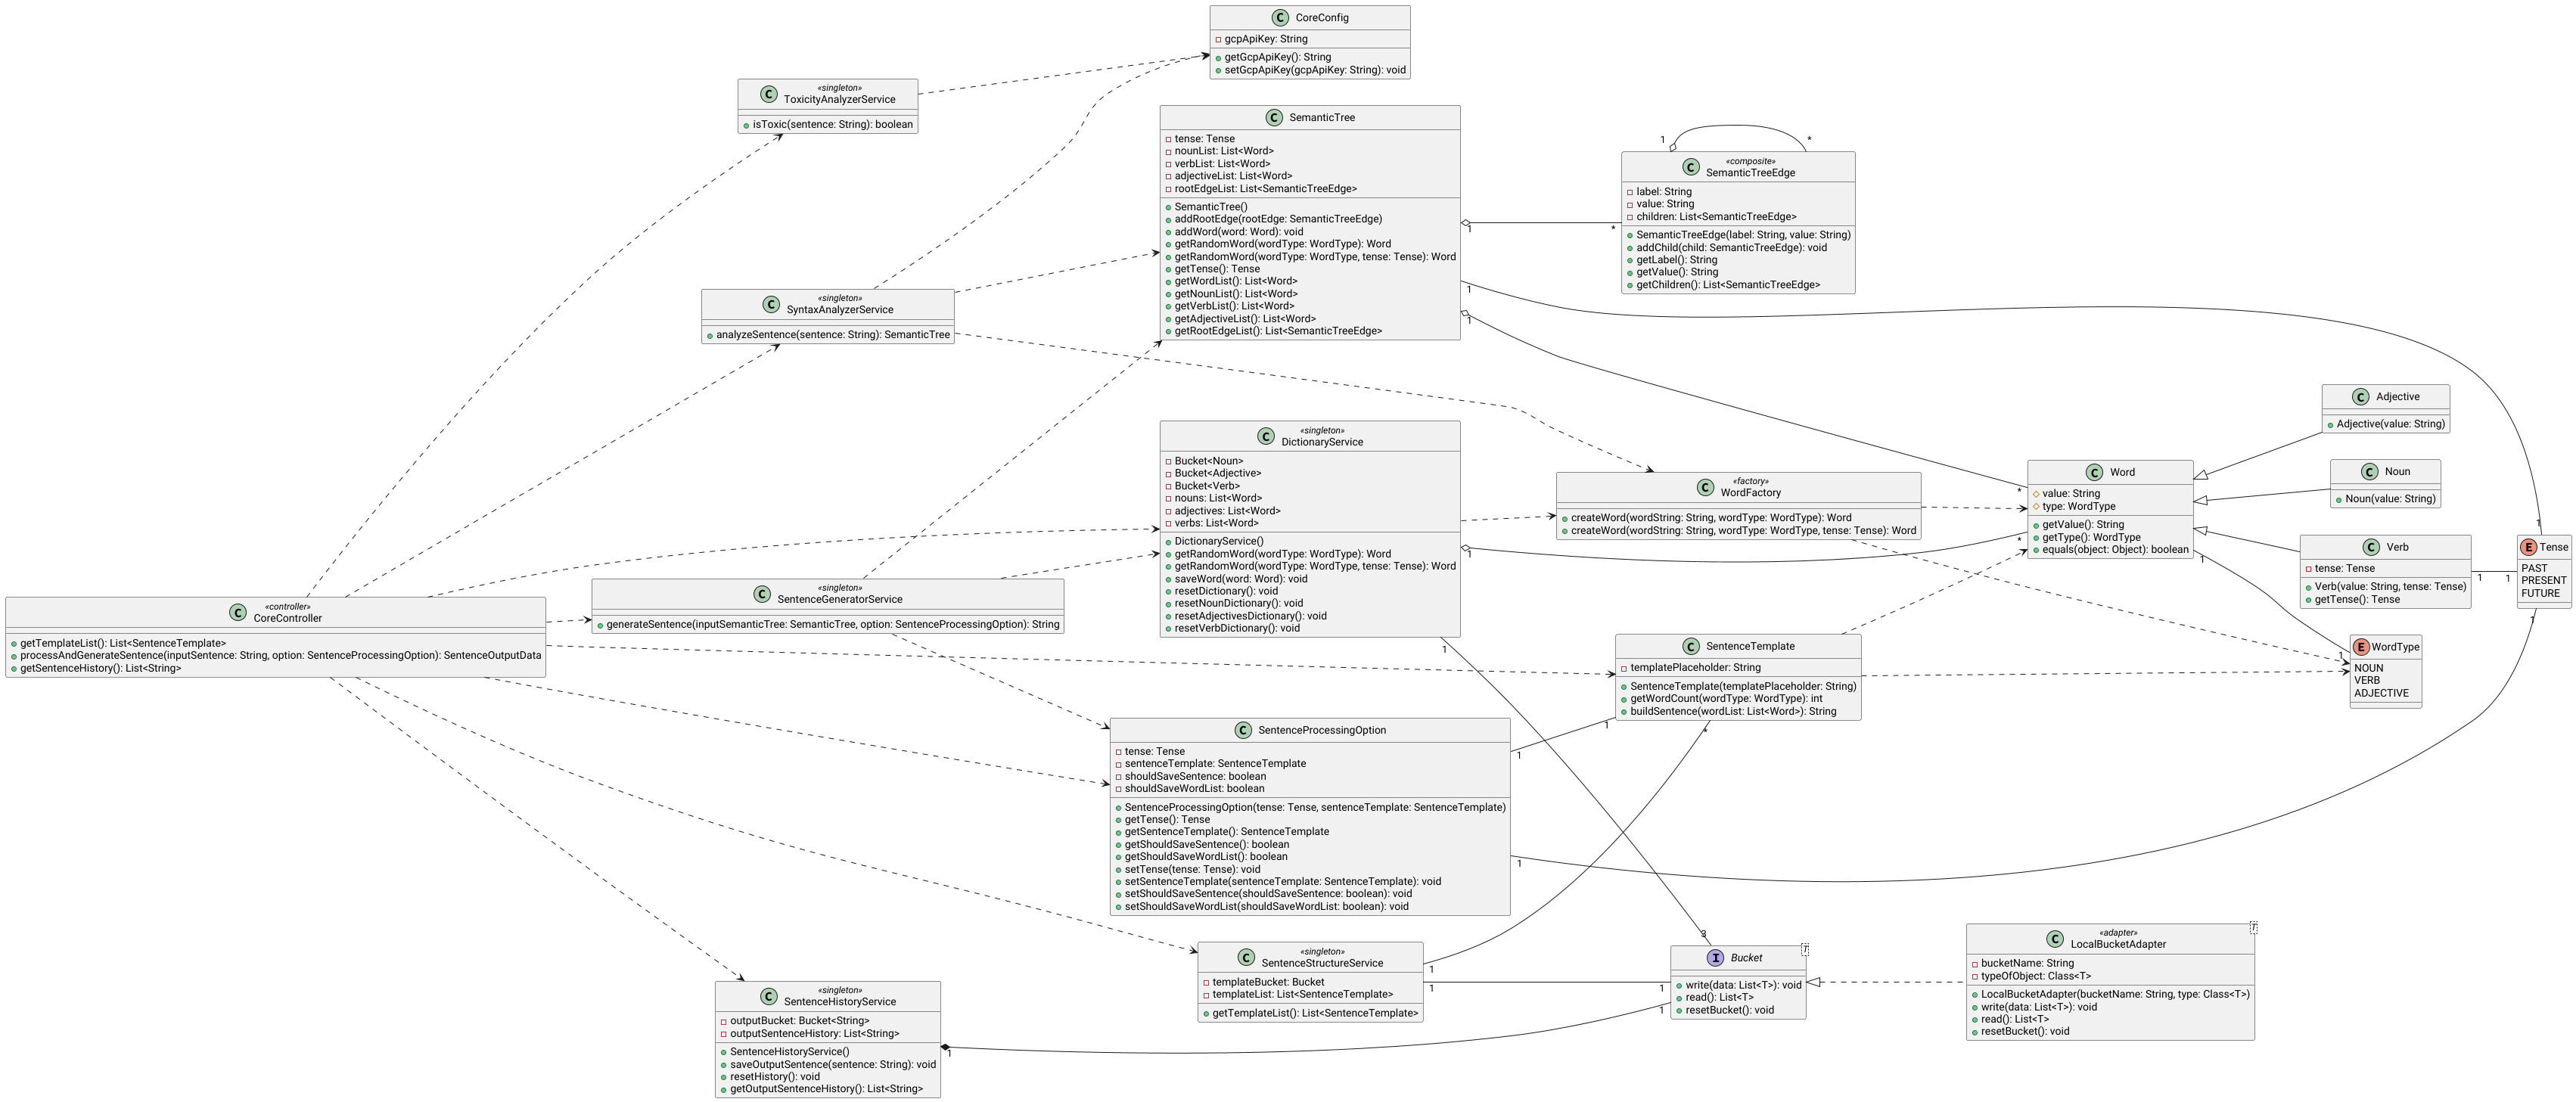 C CoreConfig
gcpApiKey: String
getGcpApiKey(): String
setGcpApiKey(gcpApiKey: String): void
«singleton»
C ToxicityAnalyzerService
isToxic(sentence: String): boolean
C SemanticTree
tense: Tense
nounList: List<Word>
verbList: List<Word>
adjectiveList: List<Word>
rootEdgeList: List<SemanticTreeEdge>
SemanticTree()
addRootEdge(rootEdge: SemanticTreeEdge)
addWord(word: Word): void
getRandomWord(wordType: WordType): Word
getRandomWord(wordType: WordType, tense: Tense): Word
getTense(): Tense
getWordList(): List<Word>
getNounList(): List<Word>
getVerbList(): List<Word>
getAdjectiveList(): List<Word>
getRootEdgeList(): List<SemanticTreeEdge>
1
*
1
*
1
1
«composite»
C SemanticTreeEdge
label: String
value: String
children: List<SemanticTreeEdge>
SemanticTreeEdge(label: String, value: String)
addChild(child: SemanticTreeEdge): void
getLabel(): String
getValue(): String
getChildren(): List<SemanticTreeEdge>
«singleton»
C SyntaxAnalyzerService
analyzeSentence(sentence: String): SemanticTree
C Adjective
Adjective(value: String)
«singleton»
C DictionaryService
Bucket<Noun>
Bucket<Adjective>
Bucket<Verb>
nouns: List<Word>
adjectives: List<Word>
verbs: List<Word>
DictionaryService()
getRandomWord(wordType: WordType): Word
getRandomWord(wordType: WordType, tense: Tense): Word
saveWord(word: Word): void
resetDictionary(): void
resetNounDictionary(): void
resetAdjectivesDictionary(): void
resetVerbDictionary(): void
1
1
«factory»
C WordFactory
createWord(wordString: String, wordType: WordType): Word
createWord(wordString: String, wordType: WordType, tense: Tense): Word
C Word
value: String
type: WordType
getValue(): String
getType(): WordType
equals(object: Object): boolean
*
*
1
C Noun
Noun(value: String)
C Verb
tense: Tense
Verb(value: String, tense: Tense)
getTense(): Tense
1
1
1
1
E Tense
PAST
PRESENT
FUTURE
E WordType
NOUN
VERB
ADJECTIVE
1
«singleton»
C SentenceGeneratorService
generateSentence(inputSemanticTree: SemanticTree, option: SentenceProcessingOption): String
«controller»
C CoreController
getTemplateList(): List<SentenceTemplate>
processAndGenerateSentence(inputSentence: String, option: SentenceProcessingOption): SentenceOutputData
getSentenceHistory(): List<String>
C SentenceTemplate
templatePlaceholder: String
SentenceTemplate(templatePlaceholder: String)
getWordCount(wordType: WordType): int
buildSentence(wordList: List<Word>): String
1
*
C SentenceProcessingOption
tense: Tense
sentenceTemplate: SentenceTemplate
shouldSaveSentence: boolean
shouldSaveWordList: boolean
SentenceProcessingOption(tense: Tense, sentenceTemplate: SentenceTemplate)
getTense(): Tense
getSentenceTemplate(): SentenceTemplate
getShouldSaveSentence(): boolean
getShouldSaveWordList(): boolean
setTense(tense: Tense): void
setSentenceTemplate(sentenceTemplate: SentenceTemplate): void
setShouldSaveSentence(shouldSaveSentence: boolean): void
setShouldSaveWordList(shouldSaveWordList: boolean): void
1
1
«singleton»
C SentenceStructureService
templateBucket: Bucket
templateList: List<SentenceTemplate>
getTemplateList(): List<SentenceTemplate>
1
1
3
1
1
I Bucket
T
write(data: List<T>): void
read(): List<T>
resetBucket(): void
«adapter»
C LocalBucketAdapter
T
bucketName: String
typeOfObject: Class<T>
LocalBucketAdapter(bucketName: String, type: Class<T>)
write(data: List<T>): void
read(): List<T>
resetBucket(): void
«singleton»
C SentenceHistoryService
outputBucket: Bucket<String>
outputSentenceHistory: List<String>
SentenceHistoryService()
saveOutputSentence(sentence: String): void
resetHistory(): void
getOutputSentenceHistory(): List<String>
1